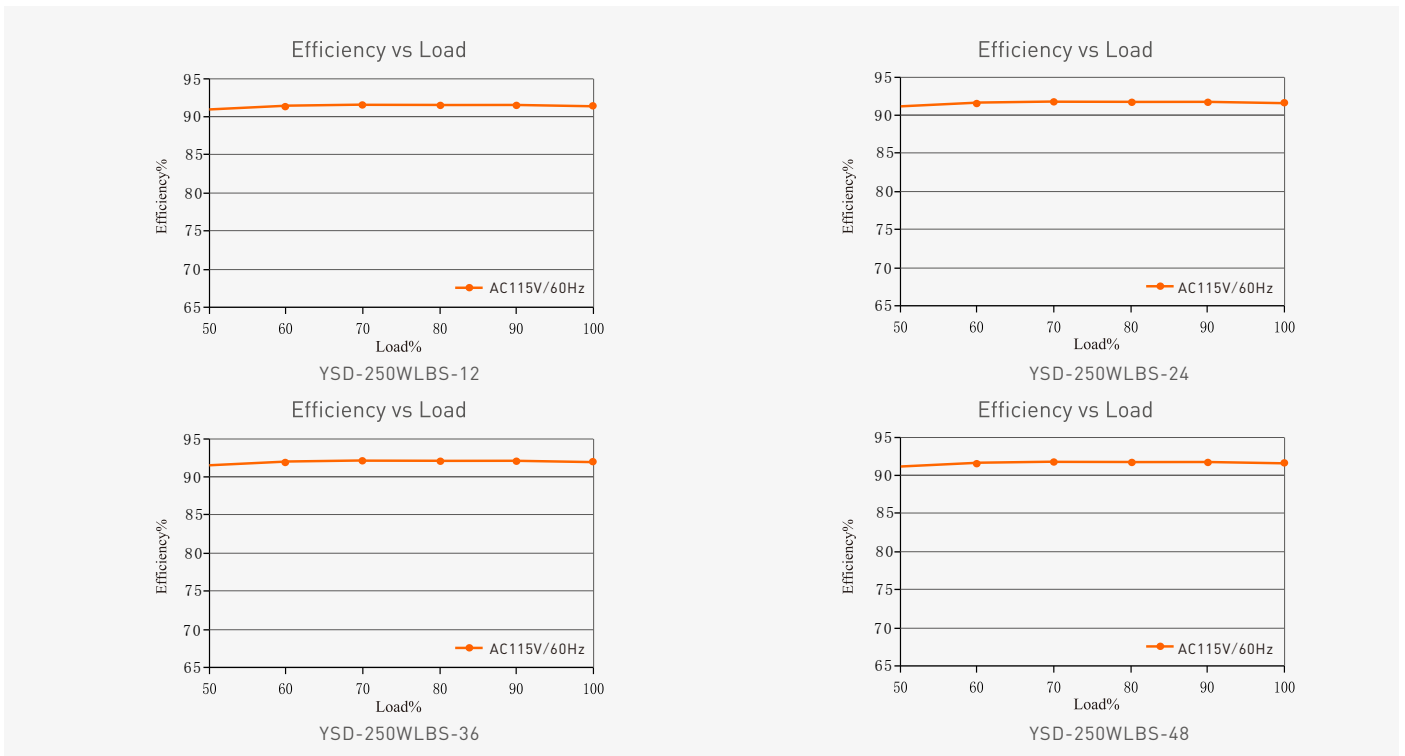 Efficiency vs Load
95
90
85
80
75
70
65
Efficiency%
AC115V/60Hz
50 60 70 80 90 100
Load%
YSD-250WLBS-12
Efficiency vs Load
95
90
85
80
75
70
65
Efficiency%
AC115V/60Hz
50 60 70 80 90 100
Load%
YSD-250WLBS-24
Efficiency vs Load
95
90
85
80
75
70
65
Efficiency%
AC115V/60Hz
50 60 70 80 90 100
Load%
YSD-250WLBS-36
Efficiency vs Load
95
90
85
80
75
70
65
Efficiency%
AC115V/60Hz
50 60 70 80 90 100
Load%
YSD-250WLBS-48